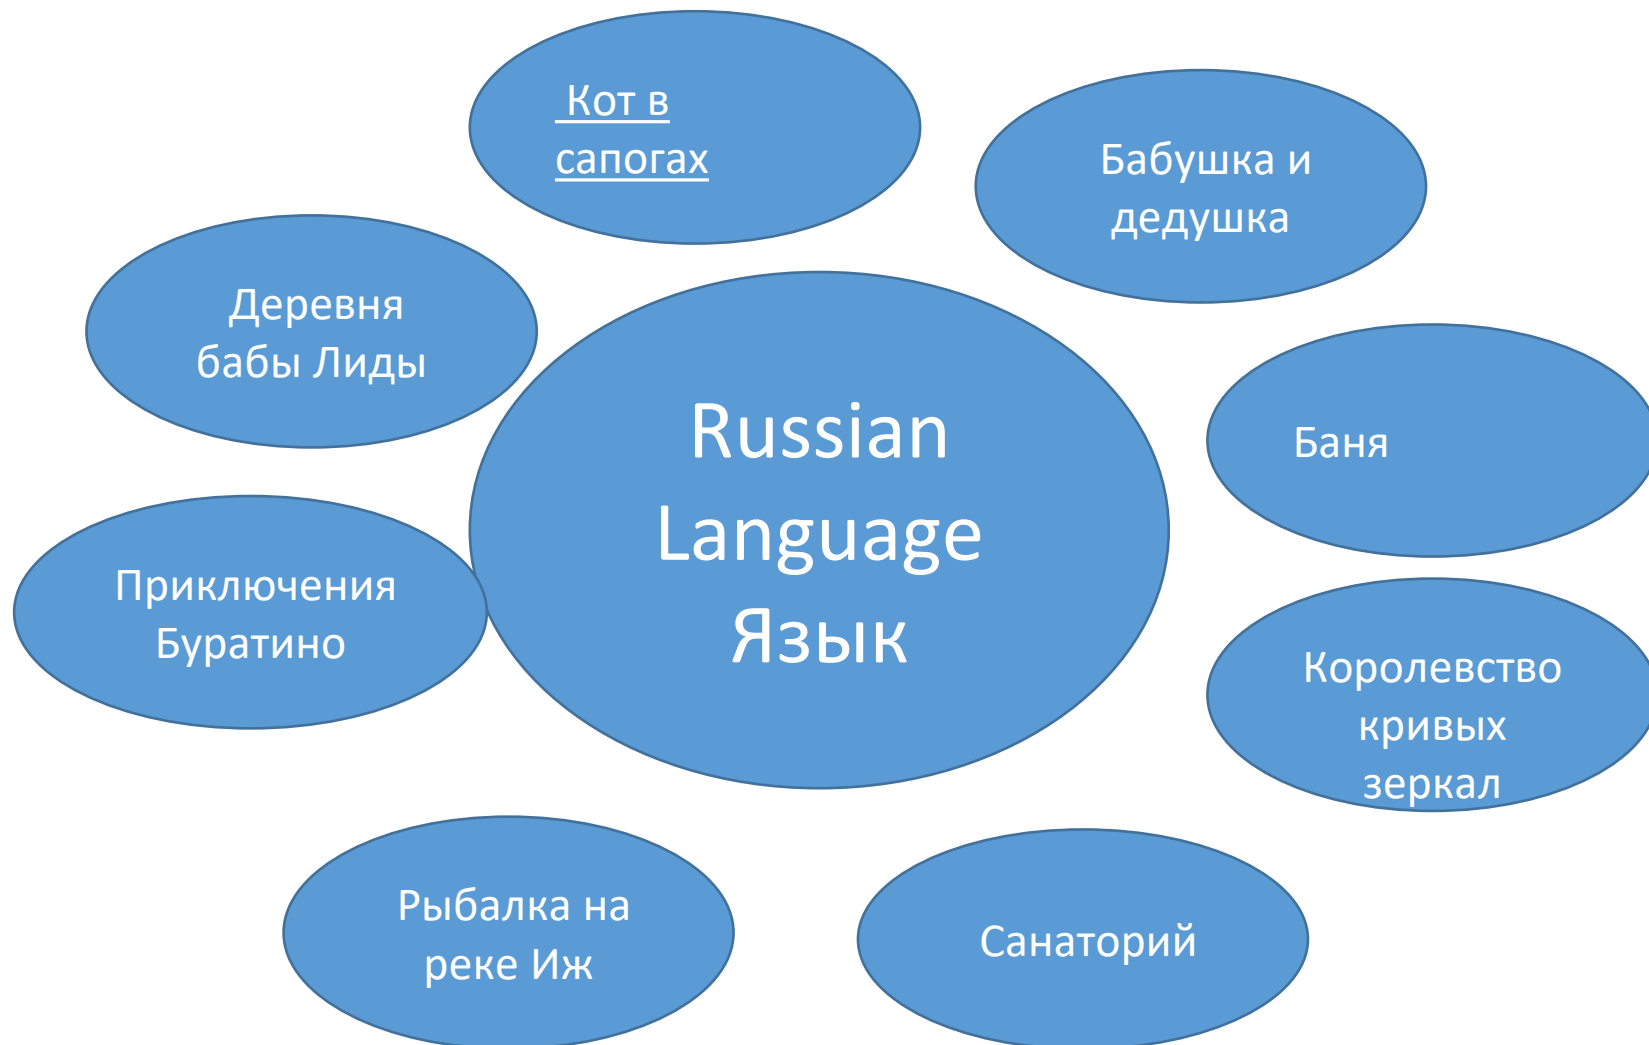 Кот в
сапогах
Бабушка и
дедушка
Деревня
бабы Лиды
Russian
Language
Язык
Баня
Приключения
Буратино
Королевство
кривых
зеркал
Рыбалка на
реке Иж
Санаторий